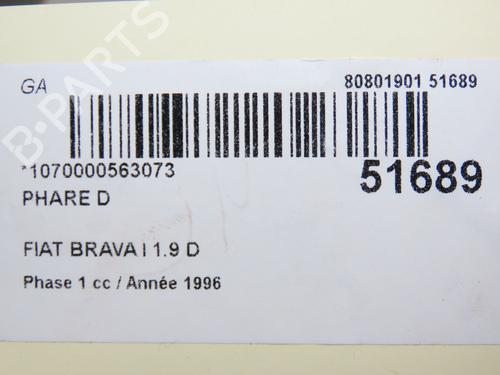 GA
80801901 51689
*1070000563073
51689
PHARE D
FIAT BRAVA I 1.9 D
Phase 1 cc / Année 1996
B-PARTS